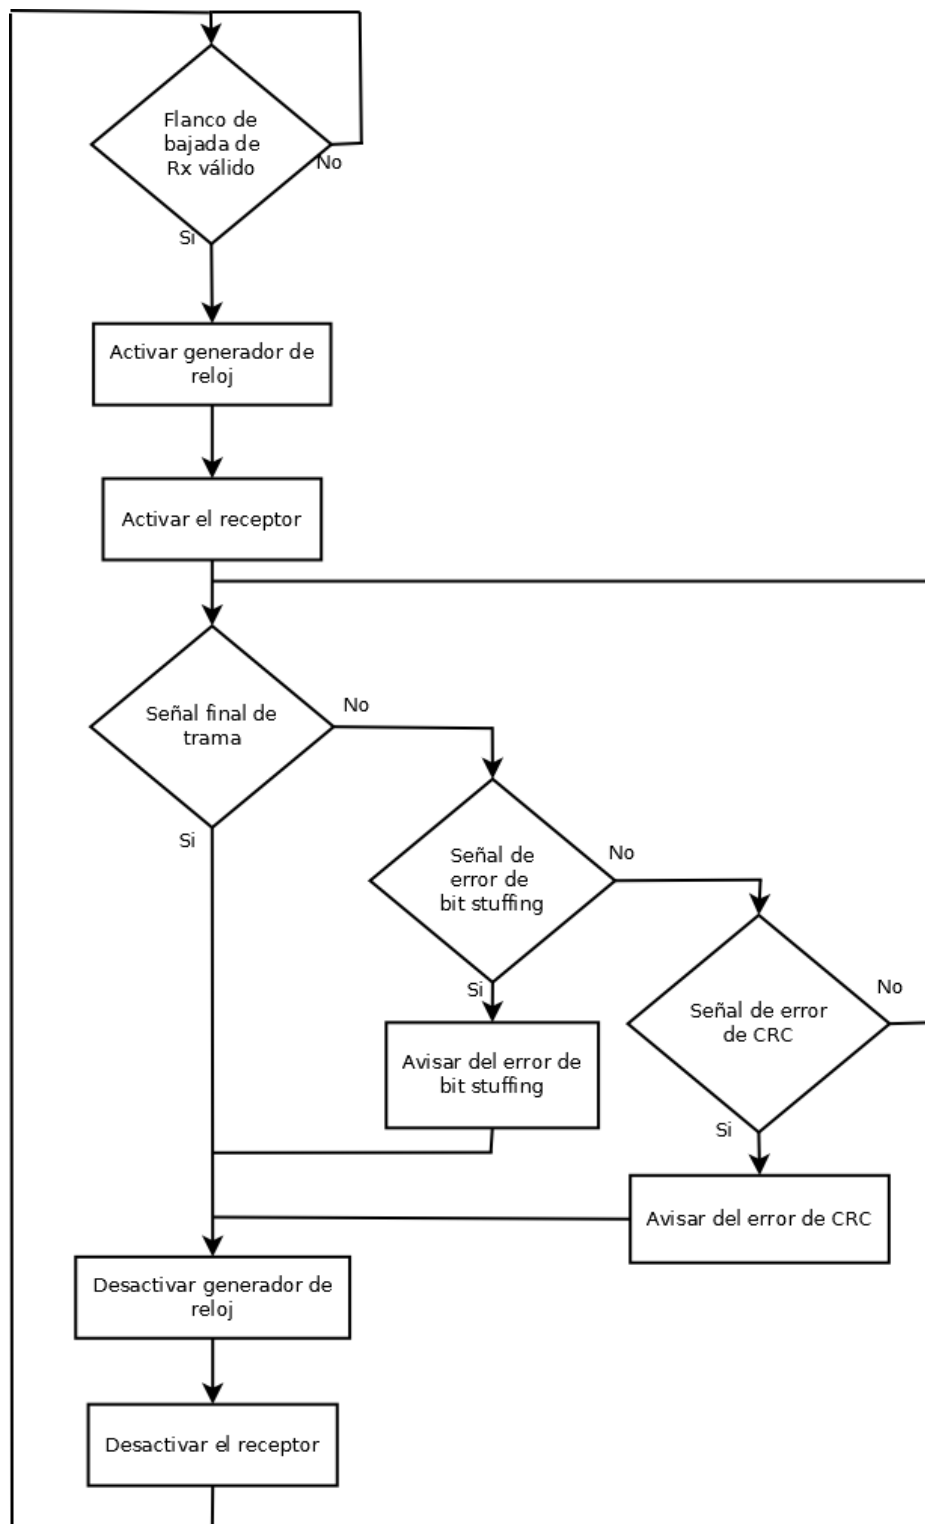 Flanco de
bajada de
Rx válido
No
Si
Activar generador de
reloj
Activar el receptor
Señal final de
trama
No
Si
Señal de
error de
bit stuffing
No
Si
Señal de error
de CRC
No
Si
Avisar del error de
bit stuffing
Avisar del error de CRC
Desactivar generador de
reloj
Desactivar el receptor